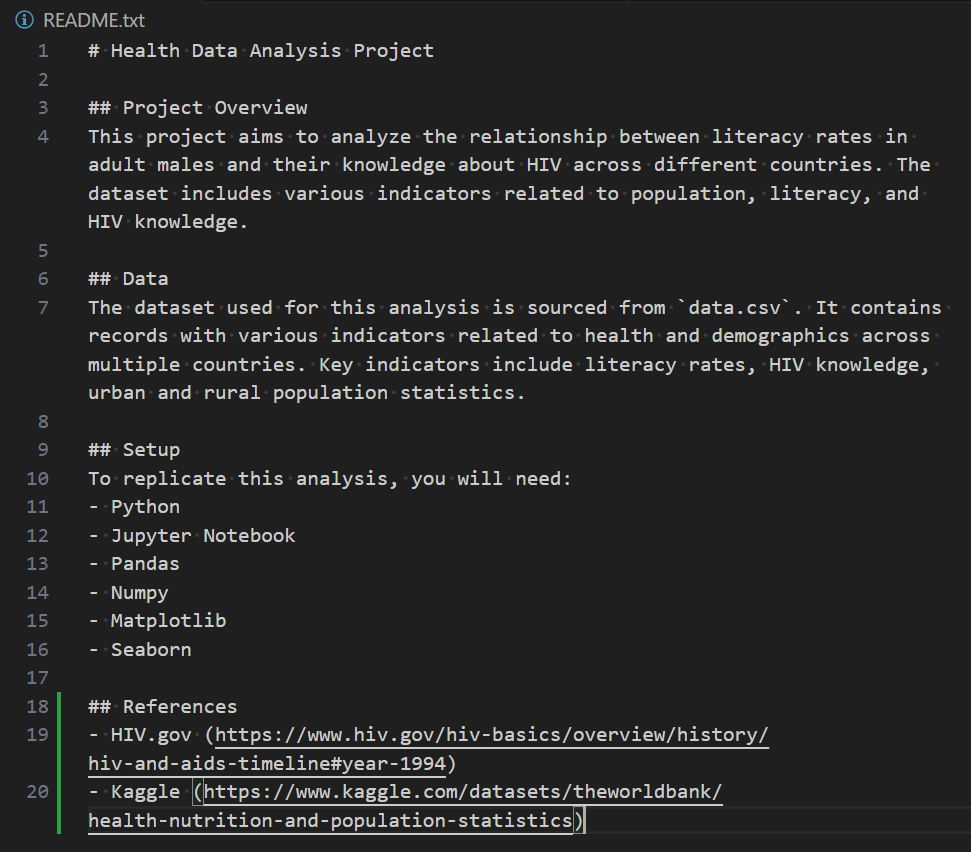 README.txt
1 # Health Data Analysis Project
2
3 ## Project Overview
4 This project aims to analyze the relationship between literacy rates in
adult males and their knowledge about HIV across different countries. The
dataset includes various indicators related to population, literacy, and
HIV knowledge.
5
6 ## Data
7 The dataset used for this analysis is sourced from `data.csv`. It contains
records with various indicators related to health and demographics across
multiple countries. Key indicators include literacy rates, HIV knowledge,
urban and rural population statistics.
8
9 ## Setup
10 To replicate this analysis, you will need:
11 - Python
12 - Jupyter Notebook
13 - Pandas
14 - Numpy
15 - Matplotlib
16 - Seaborn
17
18 ## References
19 - HIV.gov (https://www.hiv.gov/hiv-basics/overview/history/
hiv-and-aids-timeline#year-1994)
20 - Kaggle (https://www.kaggle.com/datasets/theworldbank/
health-nutrition-and-population-statistics)